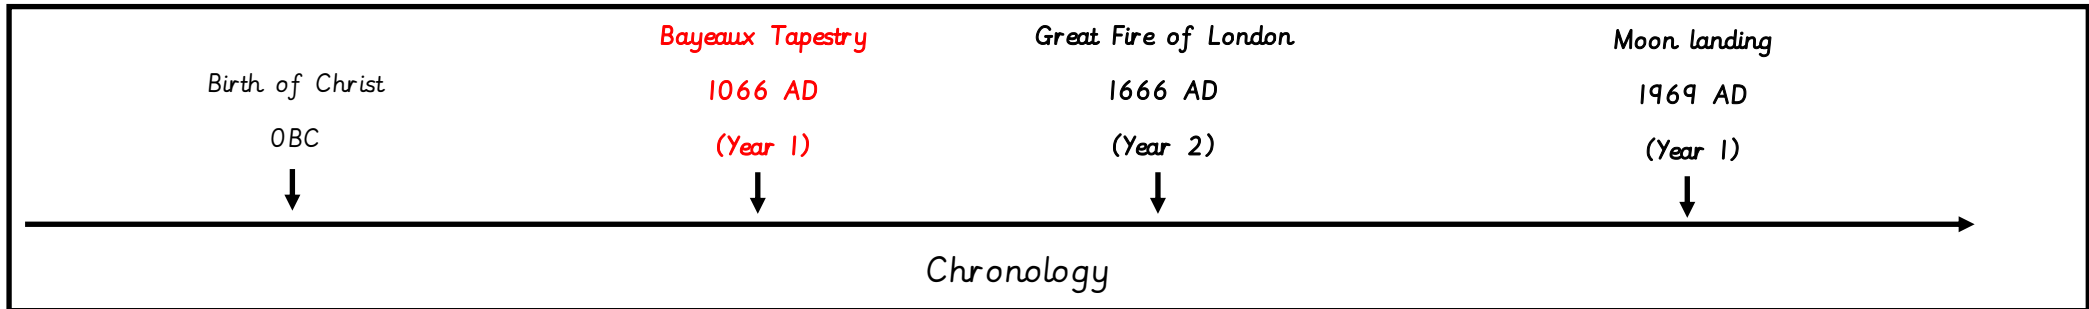 Birth of Christ
0BC
Bayeaux Tapestry
1066 AD
(Year 1)
Great Fire of London
1666 AD
(Year 2)
Moon landing
1969 AD
(Year 1)
Chronology